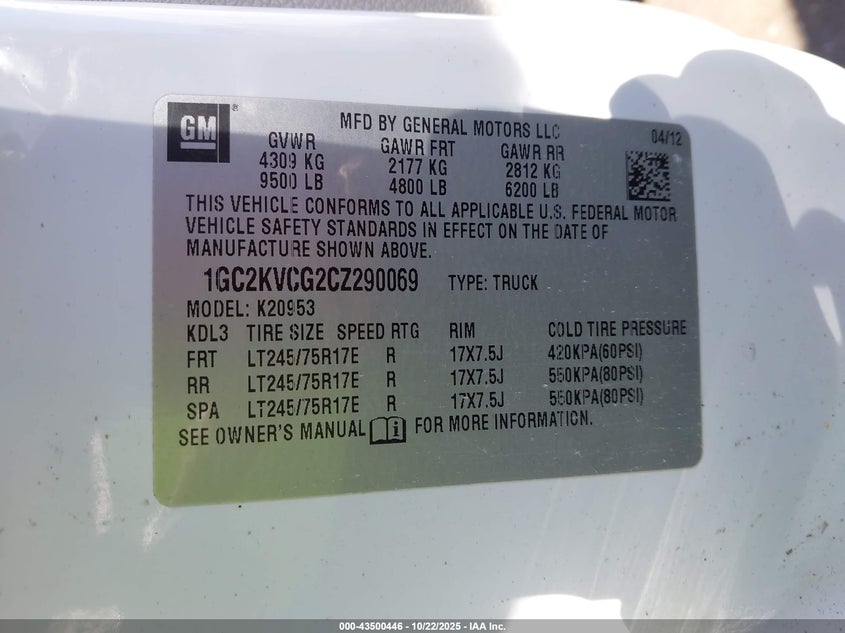 GM ®
MFD BY GENERAL MOTORS LLC
04/12
GVWR GAWR FRT GAWR RR
4309 KG 2177 KG 2812 KG
9500 LB 4800 LB 6200 LB
THIS VEHICLE CONFORMS TO ALL APPLICABLE U.S. FEDERAL MOTOR
VEHICLE SAFETY STANDARDS IN EFFECT ON THE DATE OF
MANUFACTURE SHOWN ABOVE.
1GC2KVCG2CZ290069 TYPE: TRUCK
MODEL: K20953
KDL3 TIRE SIZE SPEED RTG RIM COLD TIRE PRESSURE
FRT LT245/75R17E R 17X7.5J 420KPA(60PSI)
RR LT245/75R17E R 17X7.5J 550KPA(80PSI)
SPA LT245/75R17E R 17X7.5J 550KPA(80PSI)
SEE OWNER'S MANUAL i FOR MORE INFORMATION.
000-43500446 - 10/22/2025 - IAA Inc.